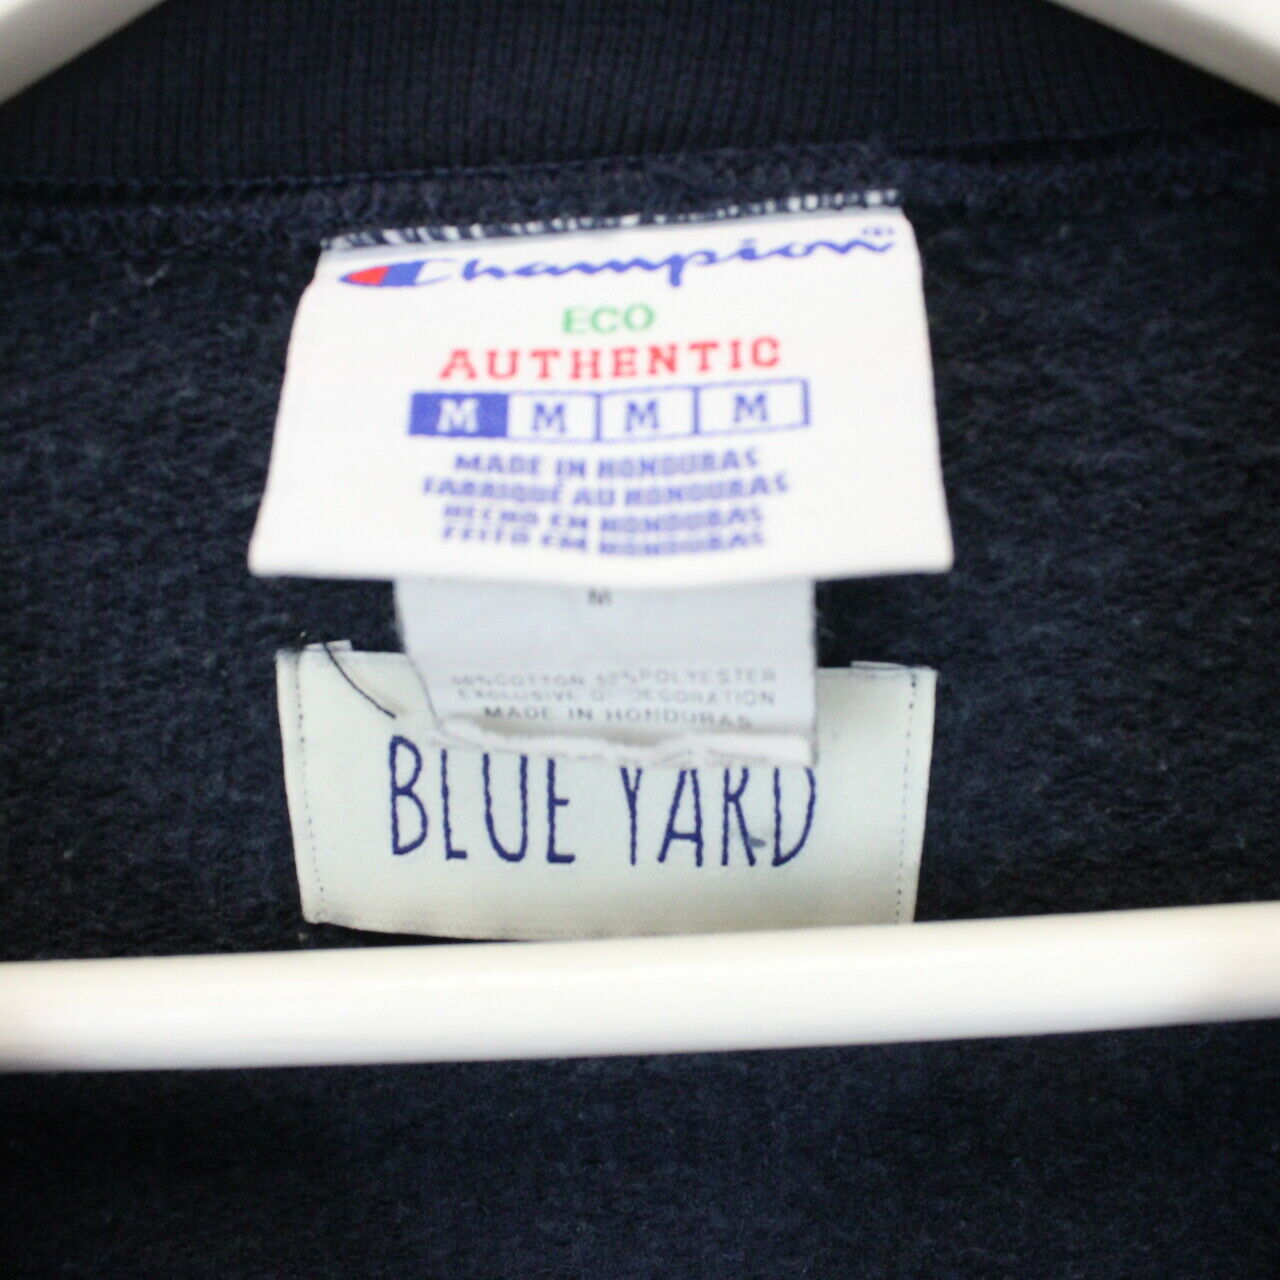 Champion®
ECO
AUTHENTIC
M M M M
MADE IN HONDURAS
FABRIQUÉ AU HONDURAS
HECHO EN HONDURAS
FEITO EM HONDURAS
M
COTTON 50%POLYESTER
EXCLUSIVE OF DECORATION
MADE IN HONDURAS
BLUE YARD